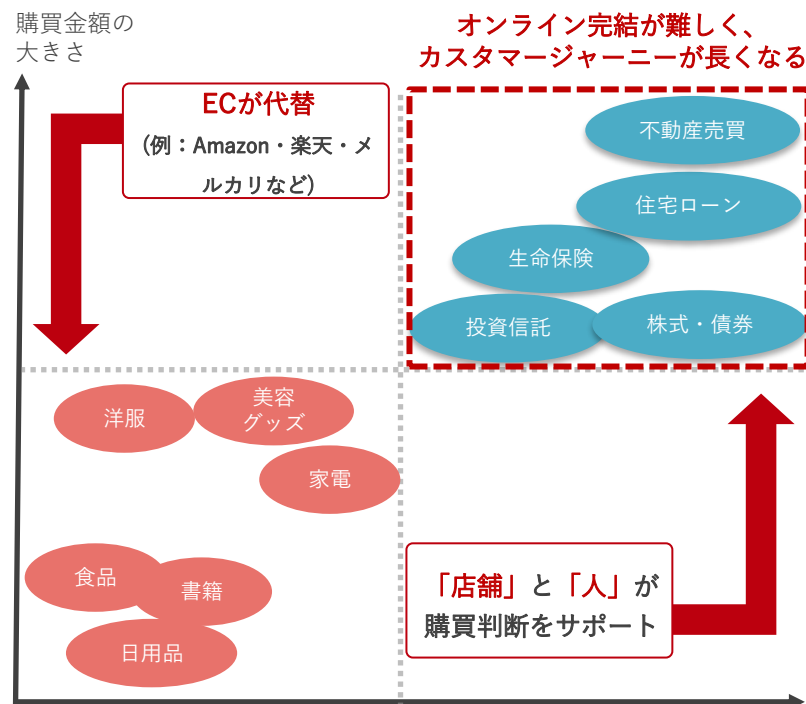 購買金額の
大きさ
オンライン完結が難しく、
カスタマージャーニーが長くなる
ECが代替
(例：Amazon・楽天・メ
ルカリなど)
不動産売買
住宅ローン
生命保険
投資信託
株式・債券
洋服
美容
グッズ
家電
食品
書籍
日用品
「店舗」と「人」が
購買判断をサポート